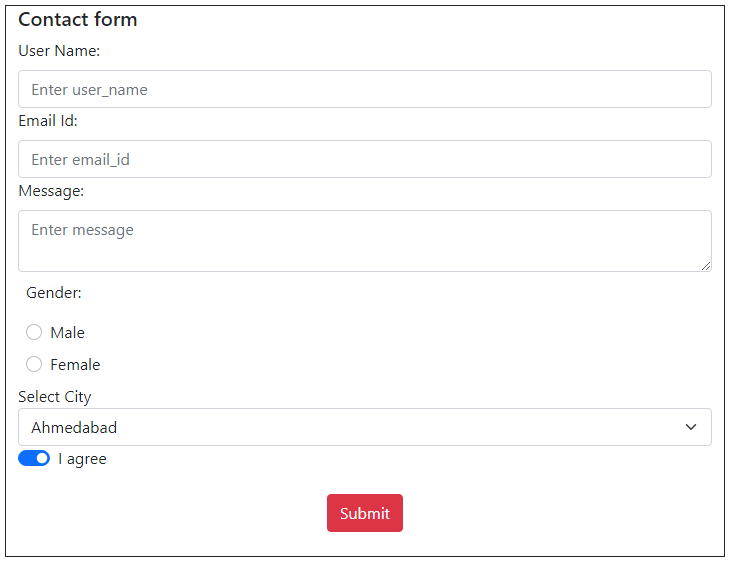 Contact form
User Name:
Enter user_name
Email Id:
Enter email_id
Message:
Enter message
Gender:
Male
Female
Select City
Ahmedabad
I agree
Submit